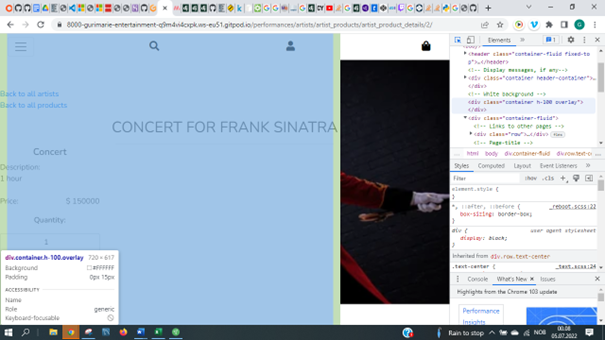 8000-gurimarie-entertainment-q9m4vi4cxpk.ws-eu51.gitpod.io/performances/artists/artist_products/artist_product_details/2/
Back to all artists
Back to all products
CONCERT FOR FRANK SINATRA
Concert
Description:
1 hour
Price: $ 150000
Quantity:
1
div.container.h-100.overlay 720 × 617
Background #FFFFFF
Padding 0px 15px
ACCESSIBILITY
Name
Role generic
Keyboard-focusable
Elements 1
<header class="container-fluid fixed-to
p">…</header>
<!-- Display messages, if any-->
<div class="container header-container">…
</div>
<!-- White background -->
<div class="container h-100 overlay">
</div>
<div class="container-fluid">
<!-- Links to other pages -->
<div class="row">…</div>
<!-- Page-title -->
html body div.container-fluid div.row.text-c
Styles Computed Layout Event Listeners
Filter :hov .cls
element.style {
}
*, ::after, ::before { _reboot.scss:22
box-sizing: border-box;
}
div { user agent stylesheet
display: block;
}
Inherited from div.row.text-center
.text-center { _text.scss:24
Console What's New Issues
Highlights from the Chrome 103 update
Performance
Insights
Rain to stop NOB 00.08
05.07.2022